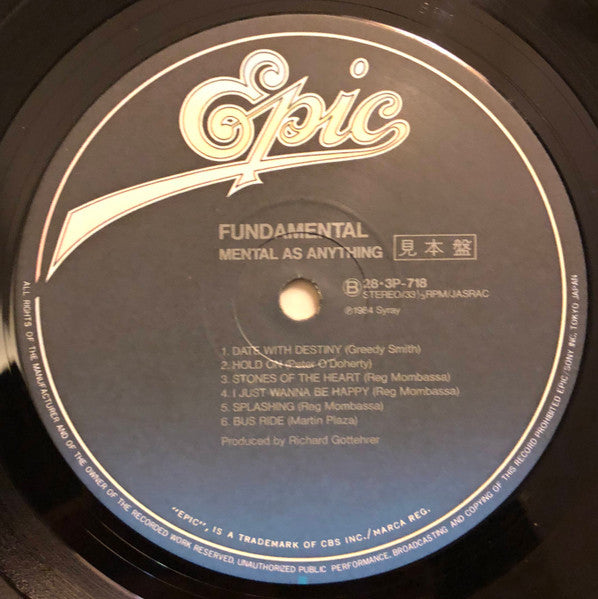 Epic
FUNDAMENTAL
MENTAL AS ANYTHING 見本盤
Ⓑ 28・3P-718
STEREO/33⅓RPM/JASRAC
Ⓟ1984 Syray
1. DATE WITH DESTINY (Greedy Smith)
2. HOLD ON (Peter O'Doherty)
3. STONES OF THE HEART (Reg Mombassa)
4. I JUST WANNA BE HAPPY (Reg Mombassa)
5. SPLASHING (Reg Mombassa)
6. BUS RIDE (Martin Plaza)
Produced by Richard Gottehrer
"EPIC", IS A TRADEMARK OF CBS INC./MARCA REG.
ALL RIGHTS OF THE MANUFACTURER AND OF THE OWNER OF THE RECORDED WORK RESERVED, UNAUTHORIZED PUBLIC PERFORMANCE, BROADCASTING AND COPYING OF THIS RECORD PROHIBITED EPIC/SONY INC. TOKYO JAPAN